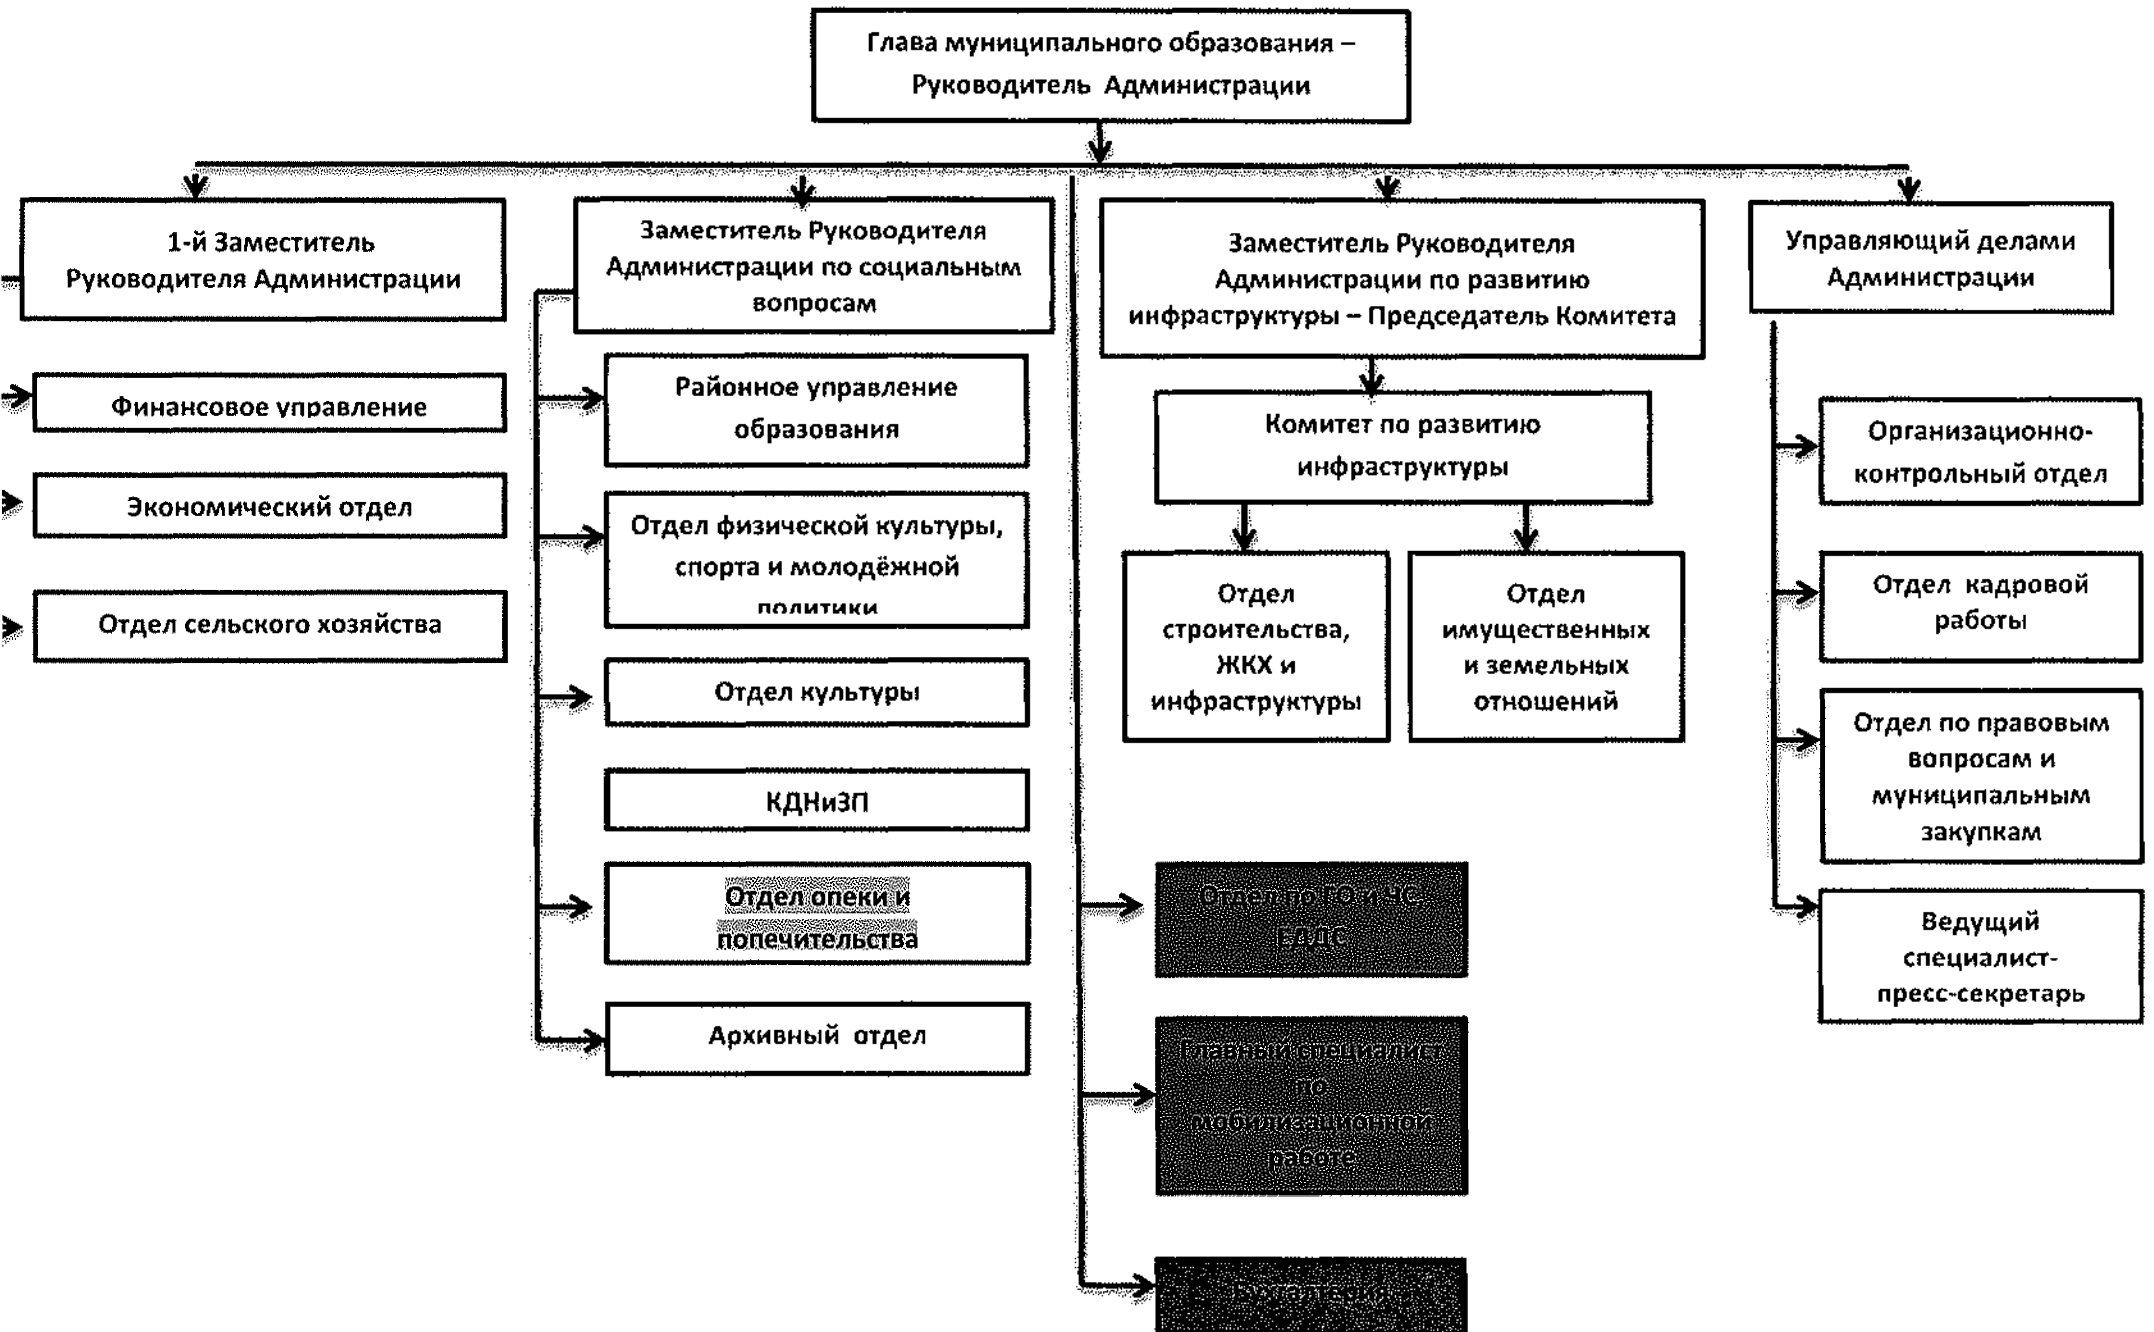 Глава муниципального образования –
Руководитель Администрации
1-й Заместитель
Руководителя Администрации
Финансовое управление
Экономический отдел
Отдел сельского хозяйства
Заместитель Руководителя
Администрации по социальным
вопросам
Районное управление
образования
Отдел физической культуры,
спорта и молодёжной
политики
Отдел культуры
КДНиЗП
Отдел опеки и
попечительства
Архивный отдел
Заместитель Руководителя
Администрации по развитию
инфраструктуры – Председатель Комитета
Комитет по развитию
инфраструктуры
Отдел
строительства,
ЖКХ и
инфраструктуры
Отдел
имущественных
и земельных
отношений
Отдел по ГО и ЧС,
ЕДДС
Главный специалист
по
мобилизационной
работе
Бухгалтерия
Управляющий делами
Администрации
Организационно-
контрольный отдел
Отдел кадровой
работы
Отдел по правовым
вопросам и
муниципальным
закупкам
Ведущий
специалист-
пресс-секретарь